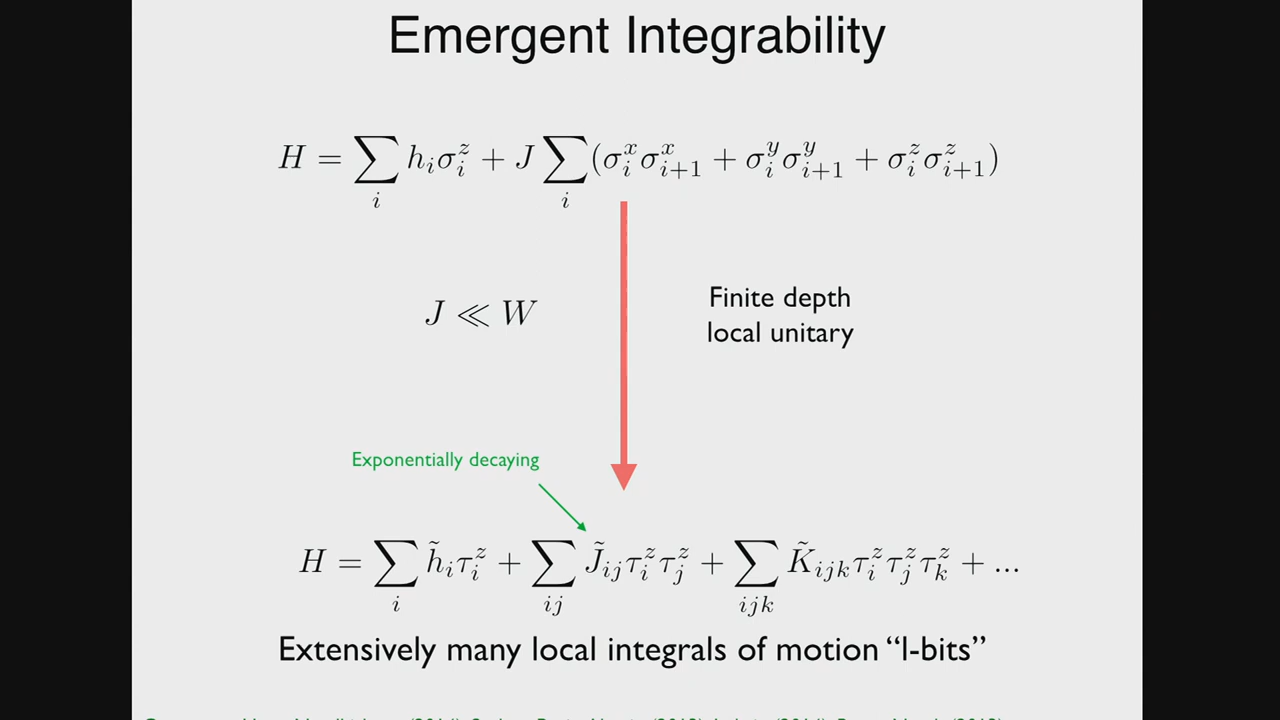 Emergent Integrability
H = \sum_i h_i \sigma_i^z + J \sum_i (\sigma_i^x \sigma_{i+1}^x + \sigma_i^y \sigma_{i+1}^y + \sigma_i^z \sigma_{i+1}^z)
J ≪ W
Finite depth
local unitary
Exponentially decaying
H = \sum_i \tilde{h}_i \tau_i^z + \sum_{ij} \tilde{J}_{ij} \tau_i^z \tau_j^z + \sum_{ijk} \tilde{K}_{ijk} \tau_i^z \tau_j^z \tau_k^z + ...
Extensively many local integrals of motion “l-bits”